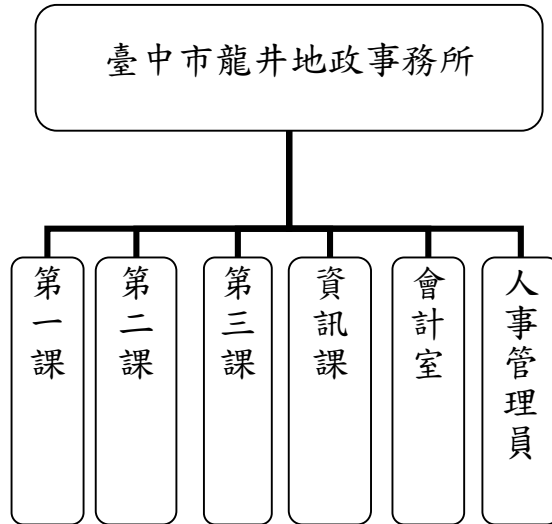 臺中市龍井地政事務所
第一課
第二課
第三課
資訊課
會計室
人事管理員